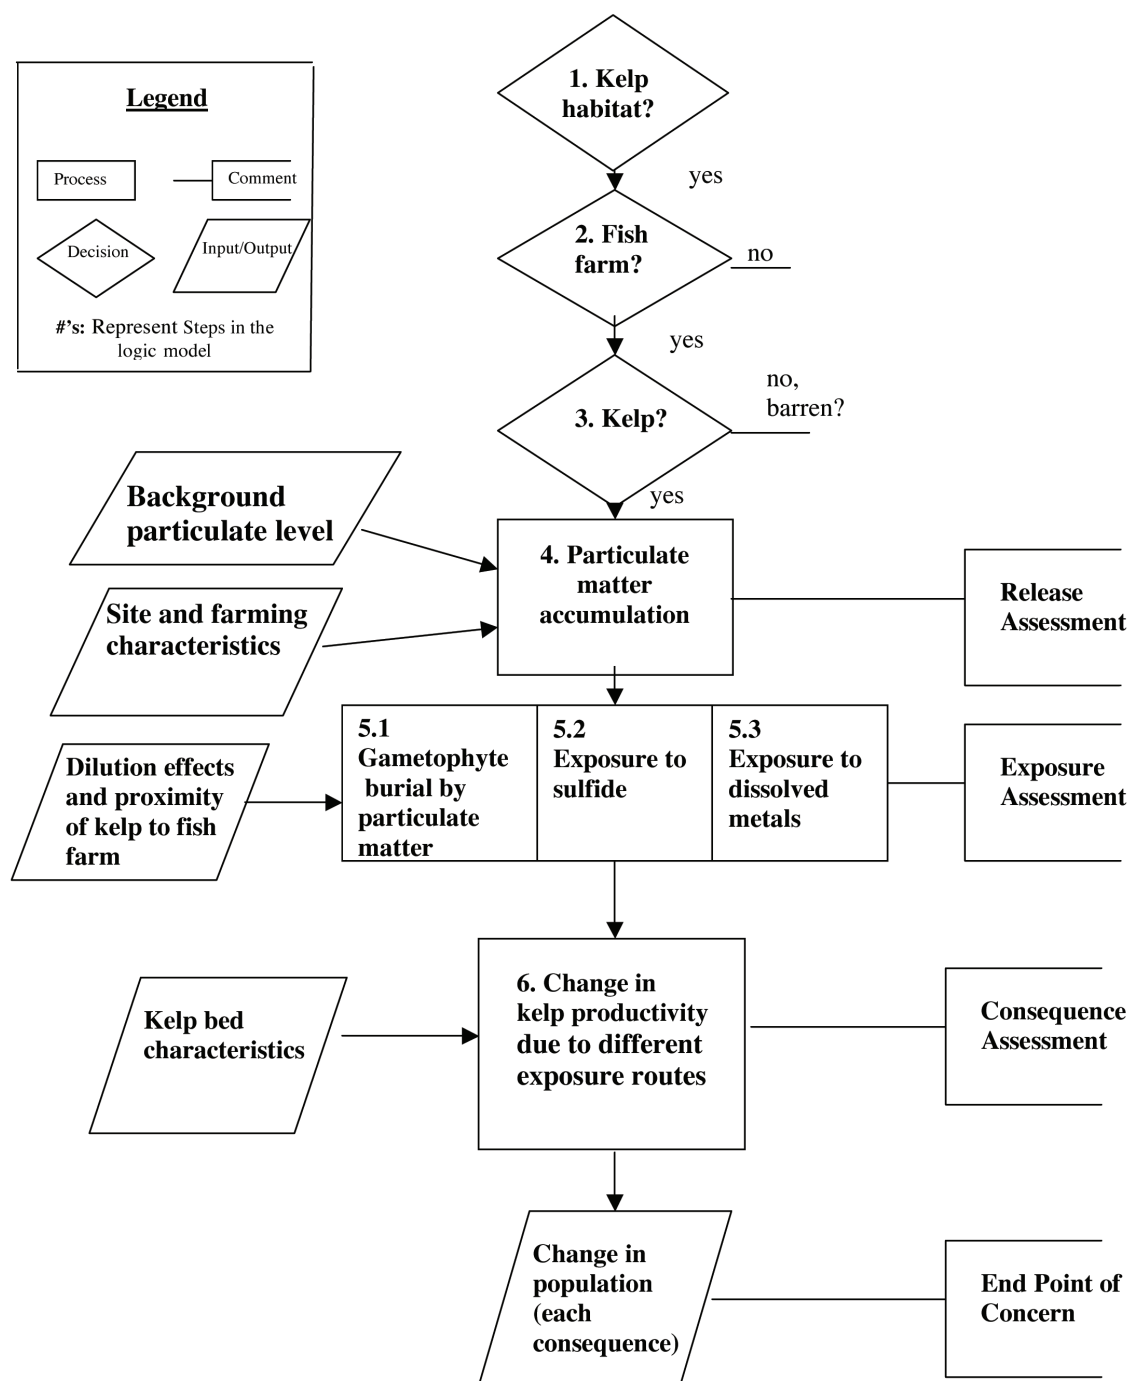 Legend
Process
Comment
Decision
Input/Output
#'s: Represent Steps in the
logic model
1. Kelp
habitat?
yes
2. Fish
farm?
no
yes
3. Kelp?
no,
barren?
yes
Background
particulate level
4. Particulate
matter
accumulation
Release
Assessment
Site and farming
characteristics
Dilution effects
and proximity
of kelp to fish
farm
5.1
Gametophyte
burial by
particulate
matter
5.2
Exposure to
sulfide
5.3
Exposure to
dissolved
metals
Exposure
Assessment
Kelp bed
characteristics
6. Change in
kelp productivity
due to different
exposure routes
Consequence
Assessment
Change in
population
(each
consequence)
End Point of
Concern